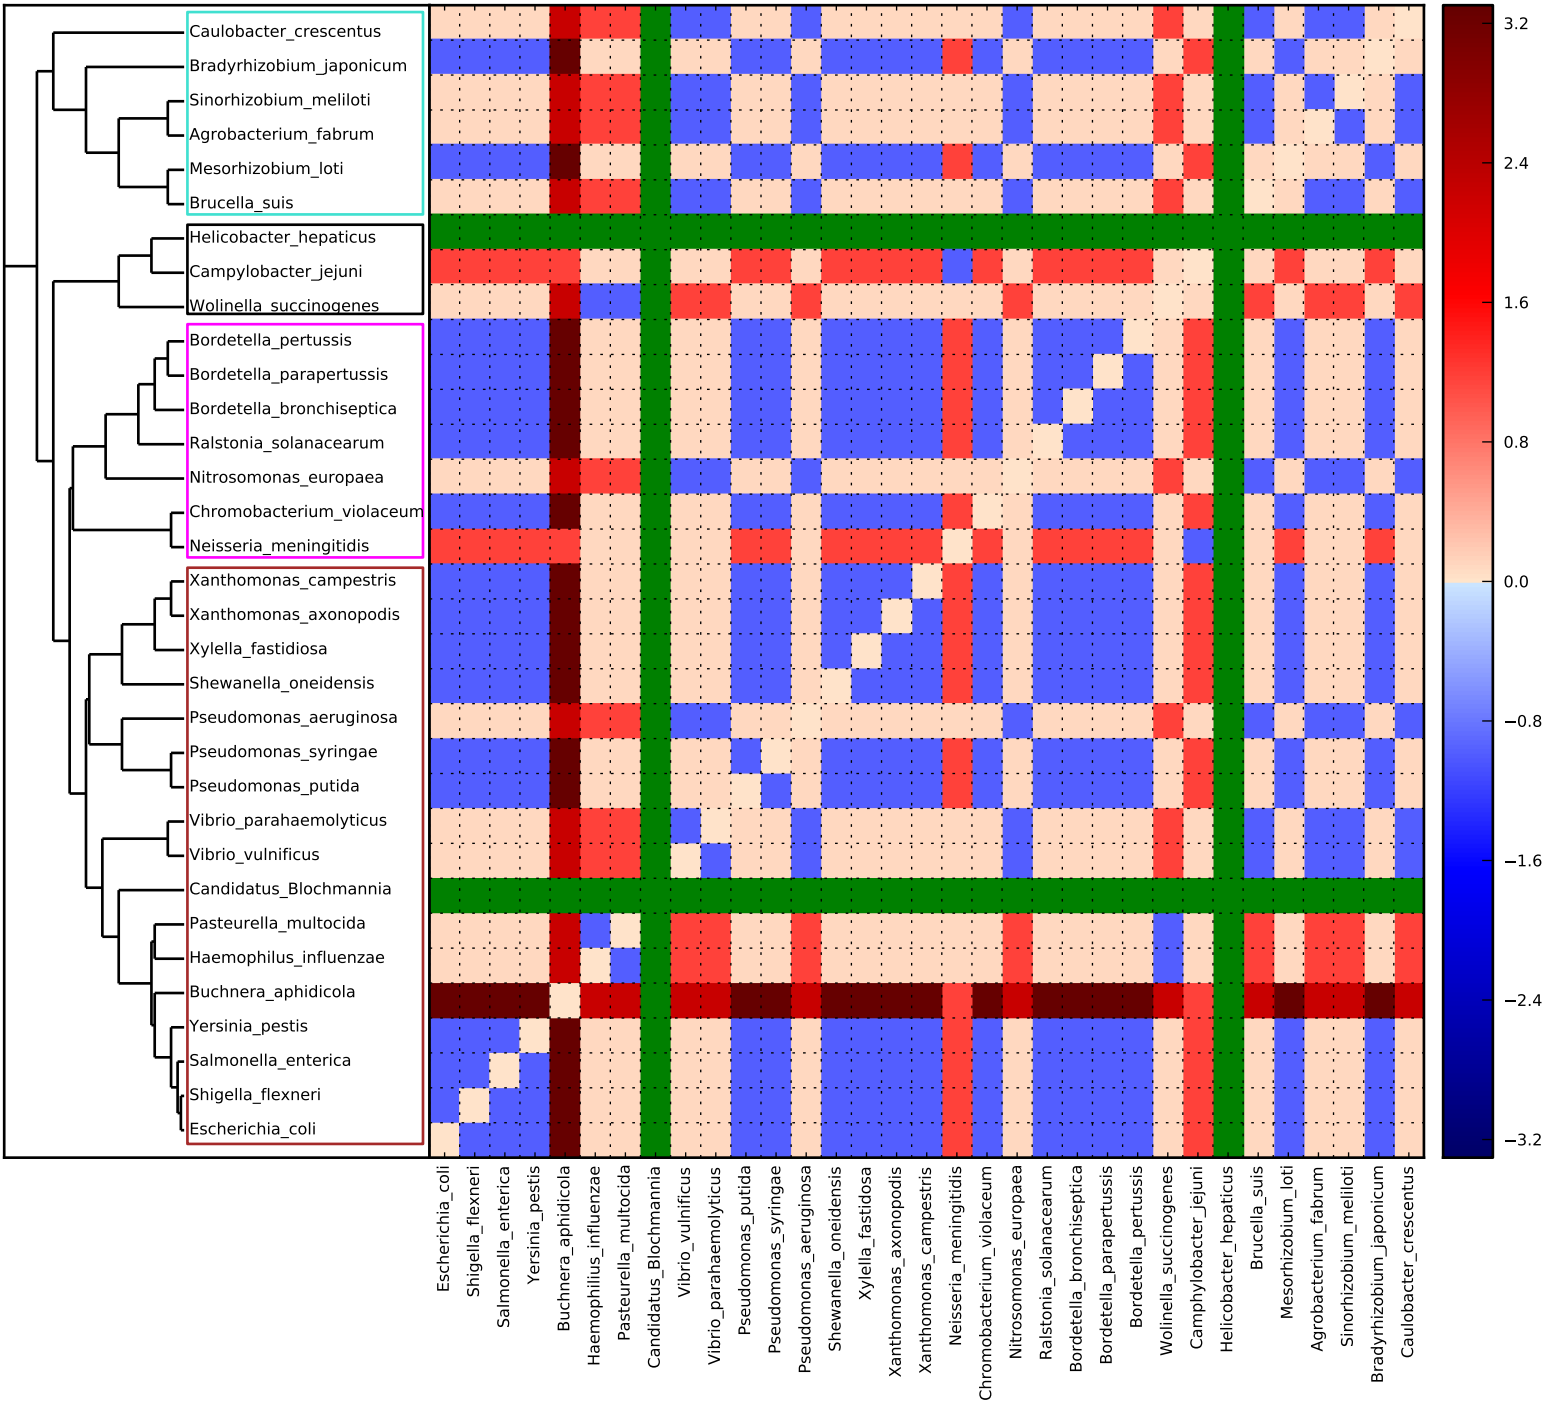 Caulobacter_crescentus
Bradyrhizobium_japonicum
Sinorhizobium_meliloti
Agrobacterium_fabrum
Mesorhizobium_loti
Brucella_suis
Helicobacter_hepaticus
Campylobacter_jejuni
Wolinella_succinogenes
Bordetella_pertussis
Bordetella_parapertussis
Bordetella_bronchiseptica
Ralstonia_solanacearum
Nitrosomonas_europaea
Chromobacterium_violaceum
Neisseria_meningitidis
Xanthomonas_campestris
Xanthomonas_axonopodis
Xylella_fastidiosa
Shewanella_oneidensis
Pseudomonas_aeruginosa
Pseudomonas_syringae
Pseudomonas_putida
Vibrio_parahaemolyticus
Vibrio_vulnificus
Candidatus_Blochmannia
Pasteurella_multocida
Haemophilus_influenzae
Buchnera_aphidicola
Yersinia_pestis
Salmonella_enterica
Shigella_flexneri
Escherichia_coli
Escherichia_coli
Shigella_flexneri
Salmonella_enterica
Yersinia_pestis
Buchnera_aphidicola
Haemophilius_influenzae
Pasteurella_multocida
Candidatus_Blochmannia
Vibrio_vulnificus
Vibrio_parahaemolyticus
Pseudomonas_putida
Pseudomonas_syringae
Pseudomonas_aeruginosa
Shewanella_oneidensis
Xylella_fastidosa
Xanthomonas_axonopodis
Xanthomonas_campestris
Neisseria_meningitidis
Chromobacterium_violaceum
Nitrosomonas_europaea
Ralstonia_solanacearum
Bordetella_bronchiseptica
Bordetella_parapertussis
Bordetella_pertussis
Wolinella_succinogenes
Camphylobacter_jejuni
Helicobacter_hepaticus
Brucella_suis
Mesorhizobium_loti
Agrobacterium_fabrum
Sinorhizobium_meliloti
Bradyrhizobium_japonicum
Caulobacter_crescentus
3.2
2.4
1.6
0.8
0.0
−0.8
−1.6
−2.4
−3.2